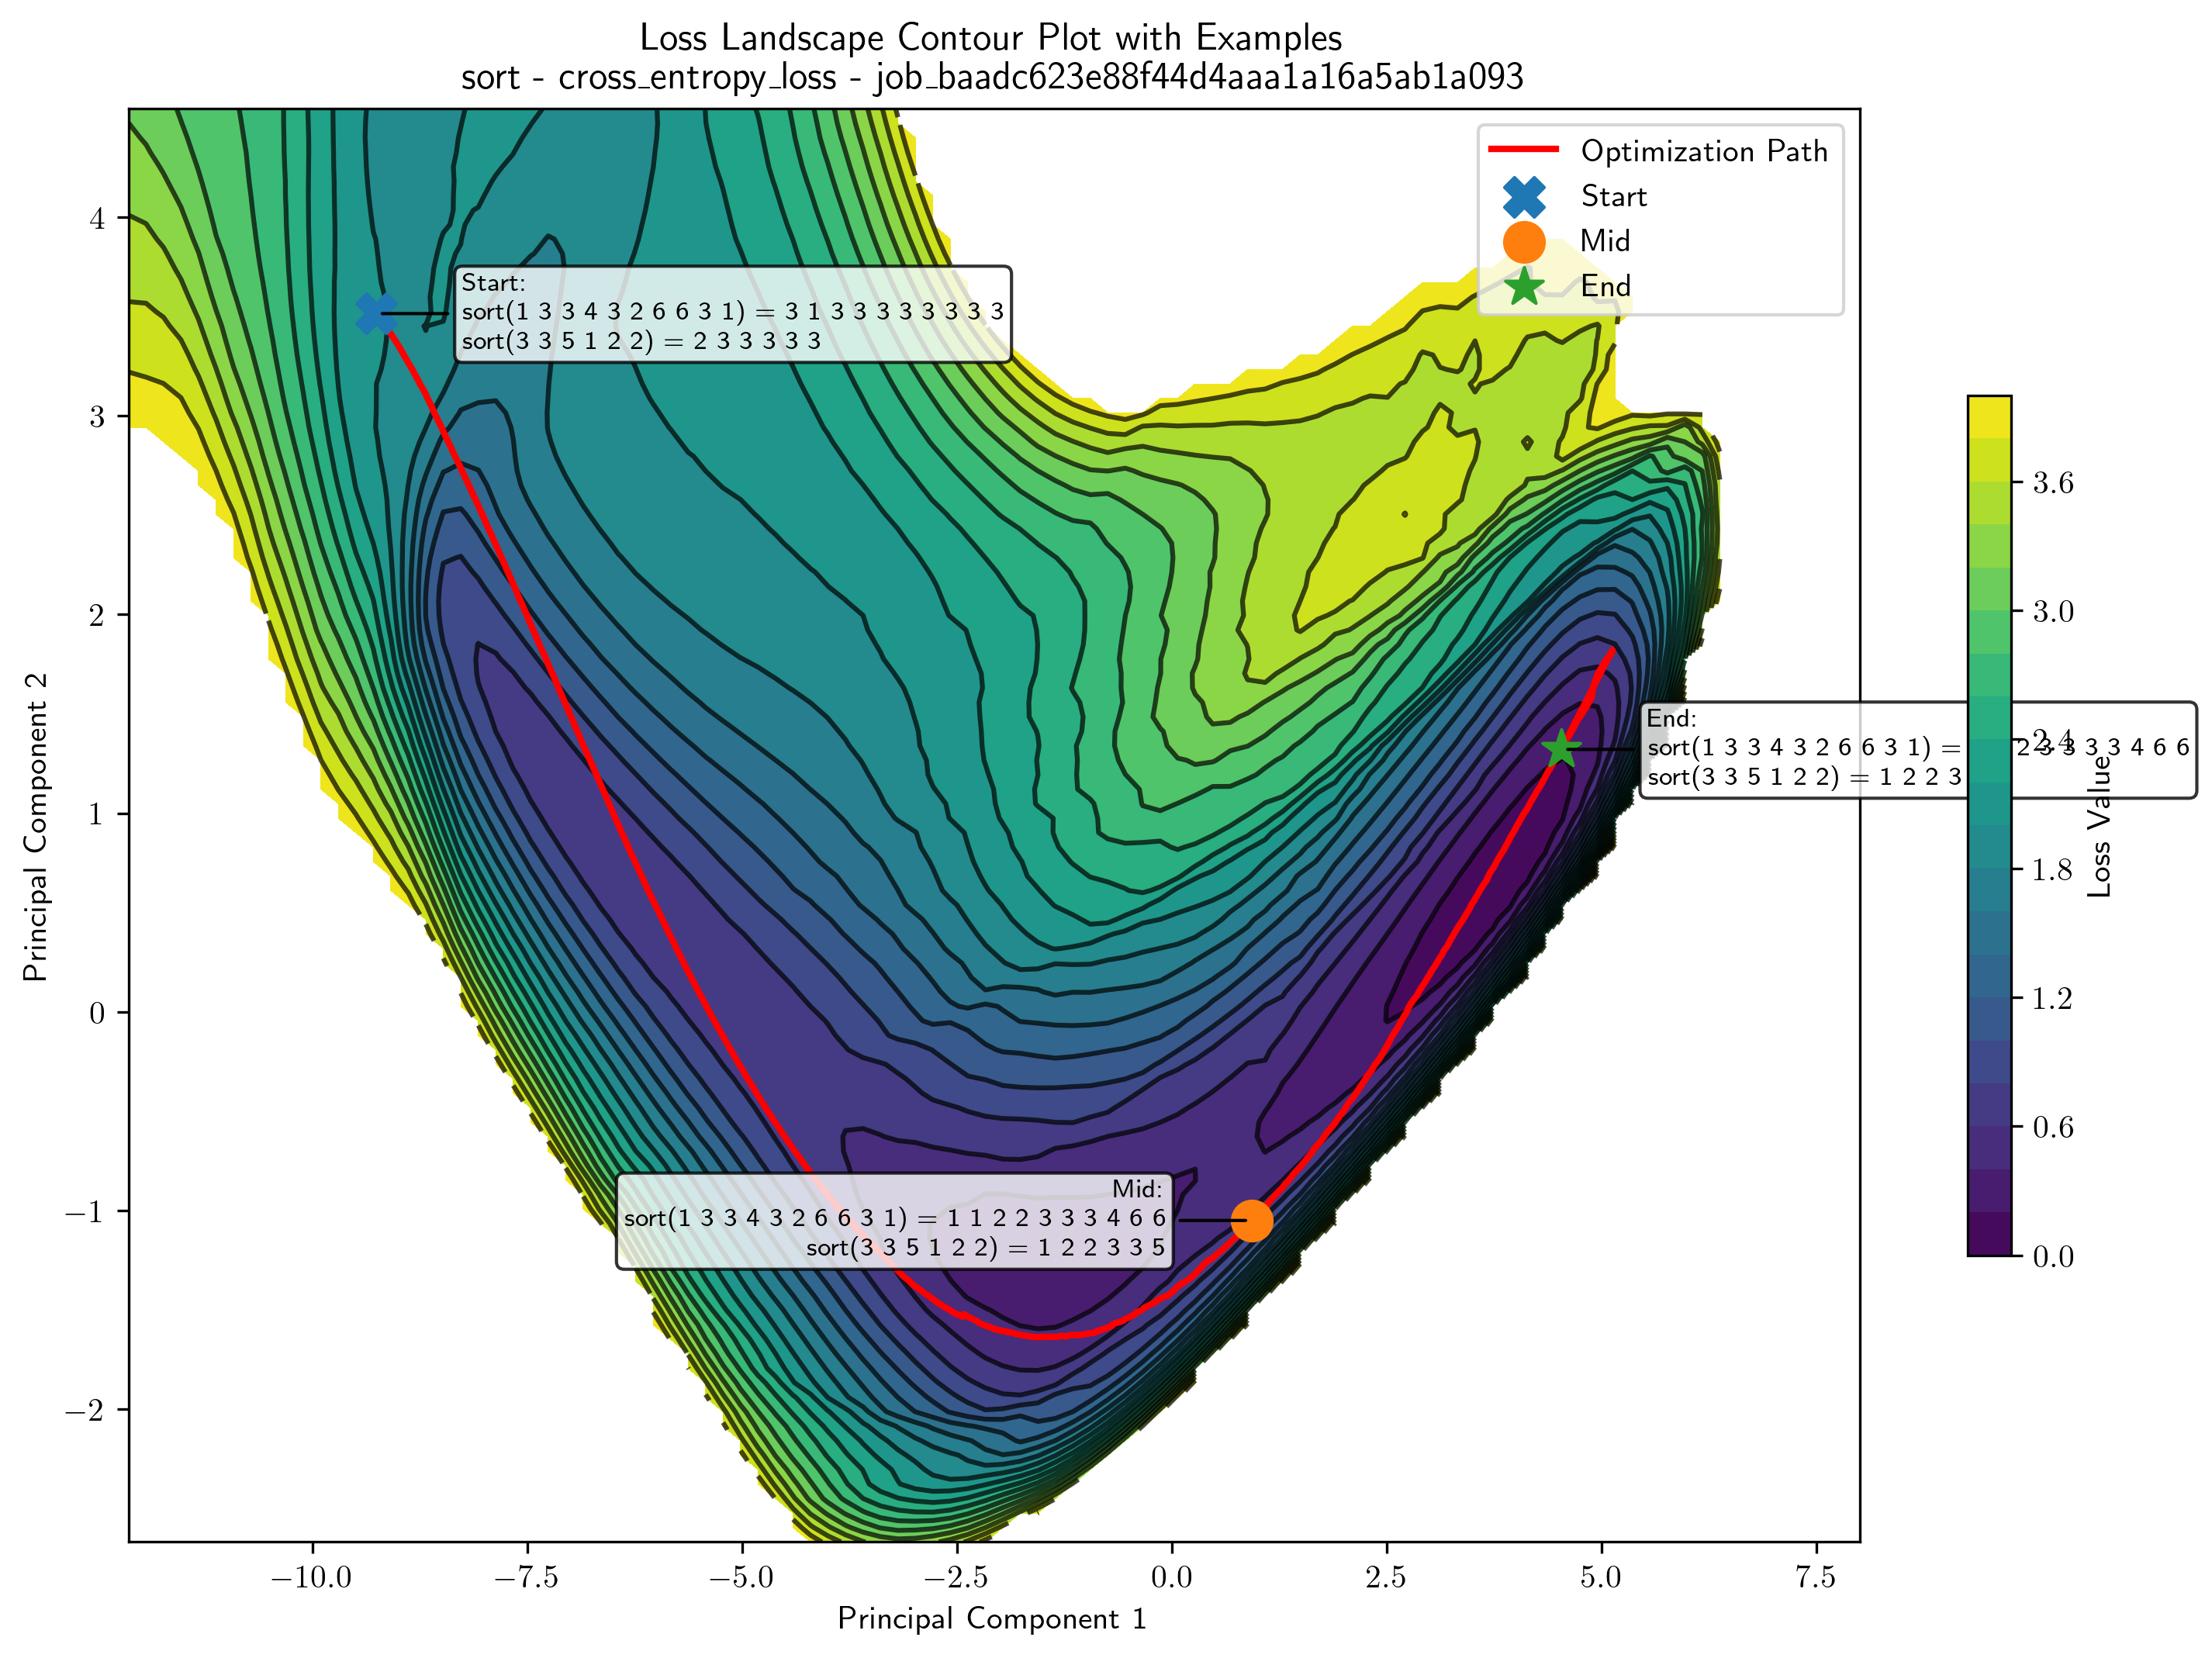 Loss Landscape Contour Plot with Examples
sort - cross_entropy_loss - job_baadc623e88f44d4aaa1a16a5ab1a093
Optimization Path
Start
Mid
End
Start:
sort(1 3 3 4 3 2 6 6 3 1) = 3 1 3 3 3 3 3 3 3 3
sort(3 3 5 1 2 2) = 2 3 3 3 3 3
End:
sort(1 3 3 4 3 2 6 6 3 1) = 2 3 3 3 3 4 6 6
sort(3 3 5 1 2 2) = 1 2 2 3
Mid:
sort(1 3 3 4 3 2 6 6 3 1) = 1 1 2 2 3 3 3 4 6 6
sort(3 3 5 1 2 2) = 1 2 2 3 3 5
4
3
2
1
0
−1
−2
Principal Component 2
−10.0
−7.5
−5.0
−2.5
0.0
2.5
5.0
7.5
Principal Component 1
3.6
3.0
2.4
1.8
1.2
0.6
0.0
Loss Value